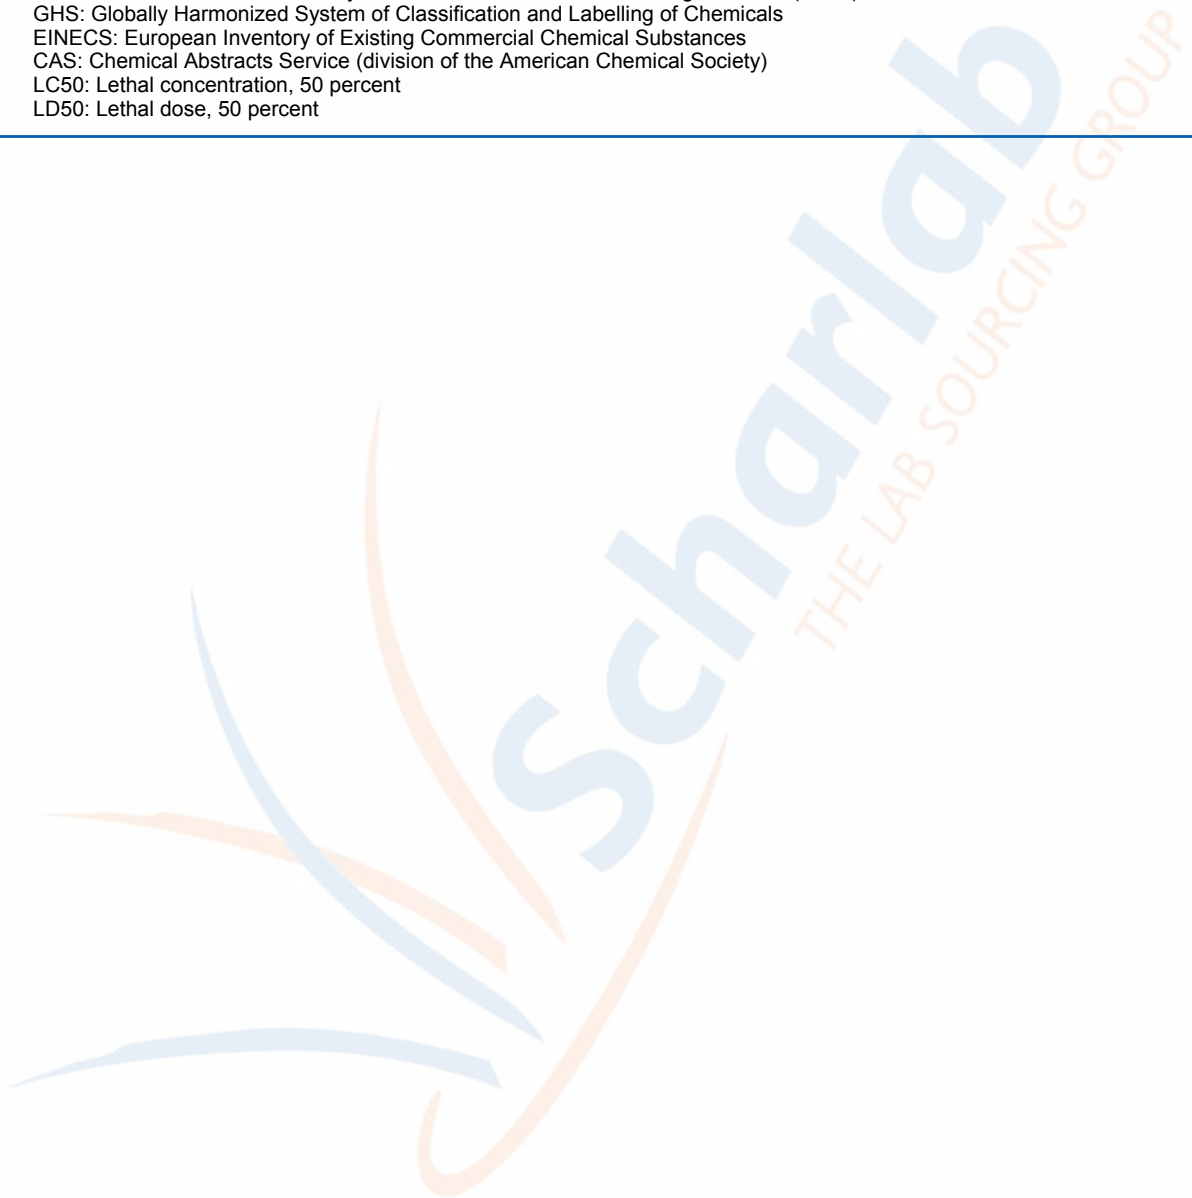 GHS: Globally Harmonized System of Classification and Labelling of Chemicals
EINECS: European Inventory of Existing Commercial Chemical Substances
CAS: Chemical Abstracts Service (division of the American Chemical Society)
LC50: Lethal concentration, 50 percent
LD50: Lethal dose, 50 percent
Scharlab
THE LAB SOURCING GROUP